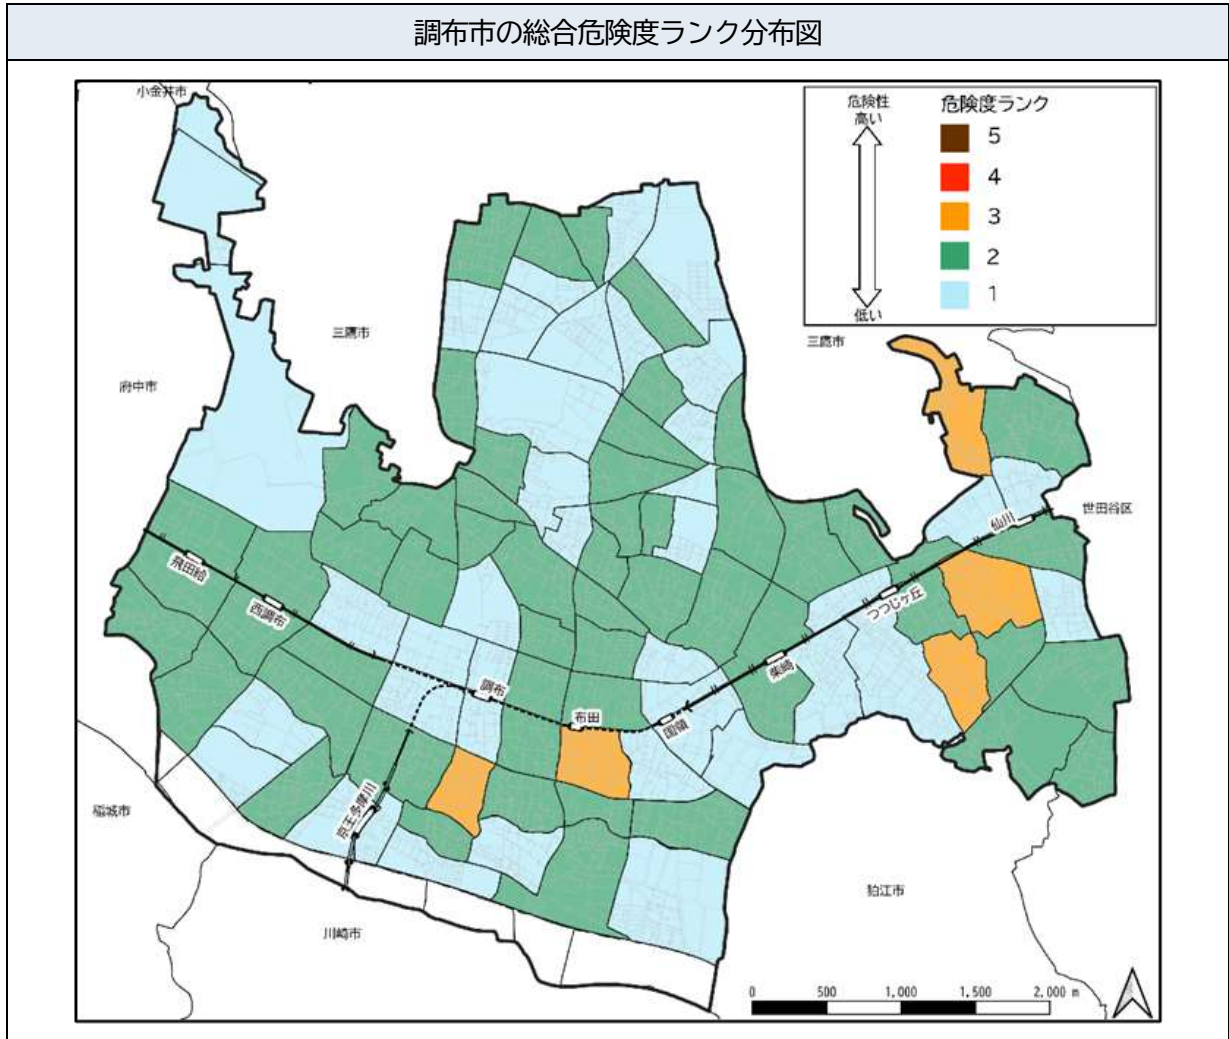 調布市の総合危険度ランク分布図
小金井市
危険性
高い
低い
危険度ランク
5
4
3
2
1
三鷹市
三鷹市
府中市
世田谷区
仙川
飛田給
つつじヶ丘
西調布
柴崎
調布
布田
国領
京王多摩川
稲城市
狛江市
川崎市
0 500 1,000 1,500 2,000 m